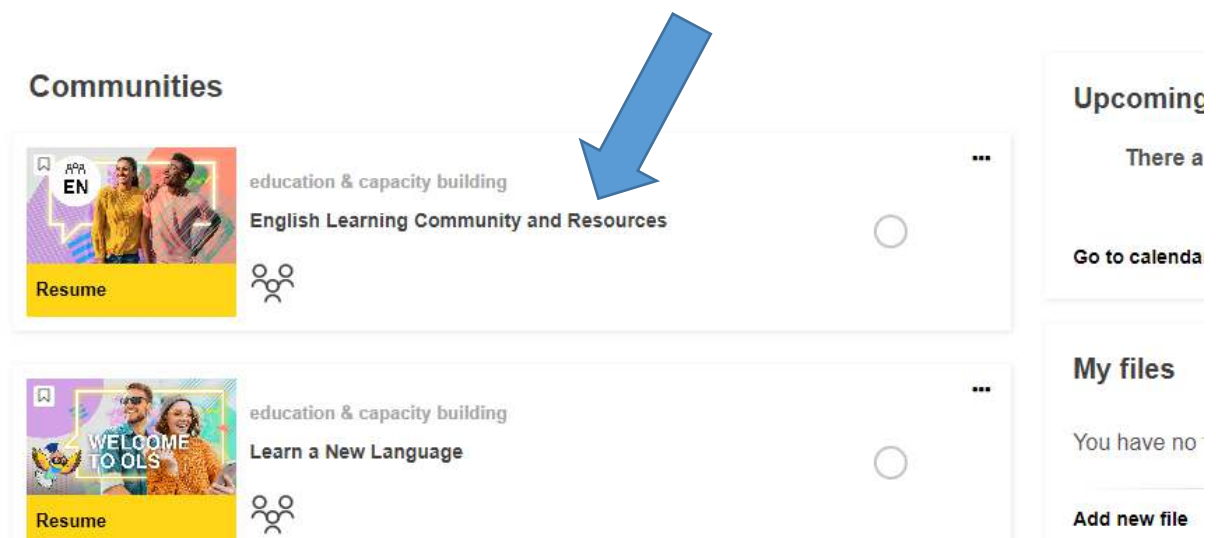 Communities
EN
education & capacity building
English Learning Community and Resources
Resume
WELCOME
TO OLS
education & capacity building
Learn a New Language
Resume
Upcoming
There a
Go to calenda
My files
You have no
Add new file